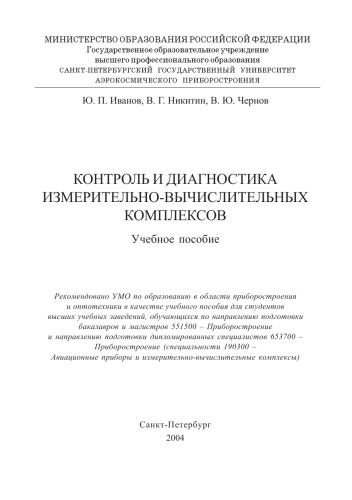 МИНИСТЕРСТВО ОБРАЗОВАНИЯ РОССИЙСКОЙ ФЕДЕРАЦИИ
Государственное образовательное учреждение
высшего профессионального образования
САНКТ-ПЕТЕРБУРГСКИЙ ГОСУДАРСТВЕННЫЙ УНИВЕРСИТЕТ
АЭРОКОСМИЧЕСКОГО ПРИБОРОСТРОЕНИЯ
Ю. П. Иванов, В. Г. Никитин, В. Ю. Чернов
КОНТРОЛЬ И ДИАГНОСТИКА
ИЗМЕРИТЕЛЬНО-ВЫЧИСЛИТЕЛЬНЫХ
КОМПЛЕКСОВ
Учебное пособие
Рекомендовано УМО по образованию в области приборостроения
и оптотехники в качестве учебного пособия для студентов
высших учебных заведений, обучающихся по направлению подготовки
бакалавров и магистров 551500 – Приборостроение
и направлению подготовки дипломированных специалистов 653700 –
Приборостроение (специальности 190300 –
Авиационные приборы и измерительно-вычислительные комплексы)
Санкт-Петербург
2004